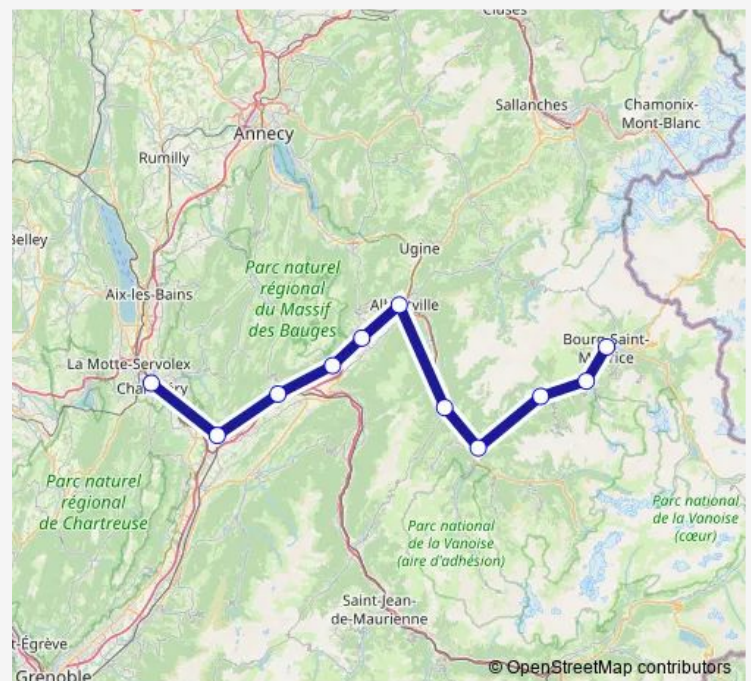 Cluses
Sallanches
Chamonix-
Mont-Blanc
Annecy
Rumilly
Belley
Ugine
Parc naturel
régional
du Massif
des Bauges
Aix-les-Bains
La Motte-Servolex
Parc naturel
régional
de Chartreuse
Parc national
de la Vanoise
(aire d'adhésion)
Parc national
de la Vanoise
(cœur)
Saint-Jean-
de-Maurienne
t-Égrève
Grenoble
© OpenStreetMap contributors